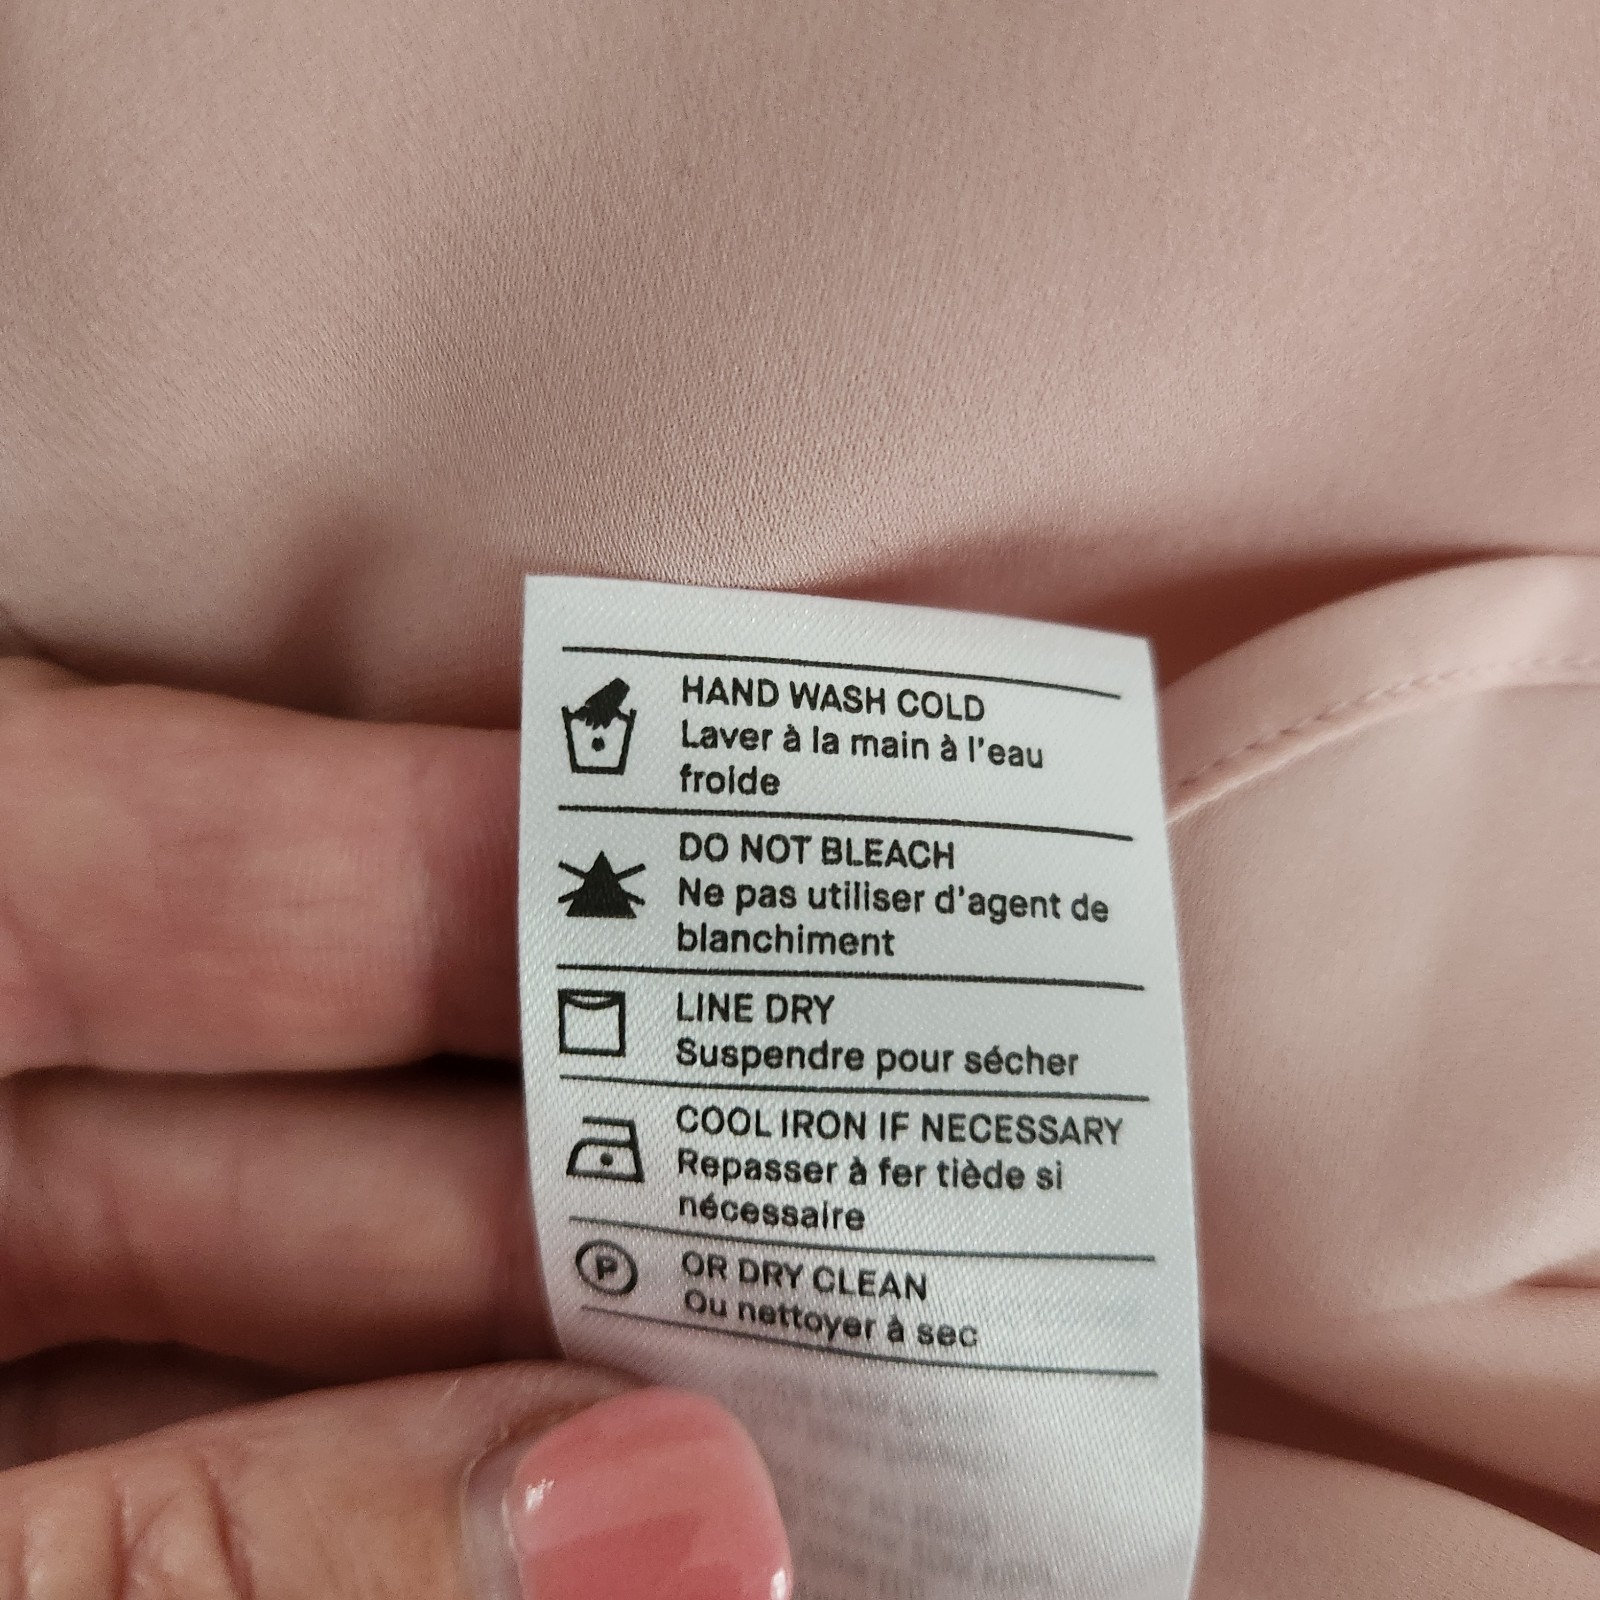 HAND WASH COLD
Laver à la main à l'eau
froide
DO NOT BLEACH
Ne pas utiliser d'agent de
blanchiment
LINE DRY
Suspendre pour sécher
COOL IRON IF NECESSARY
Repasser à fer tiède si
nécessaire
P
OR DRY CLEAN
Ou nettoyer à sec